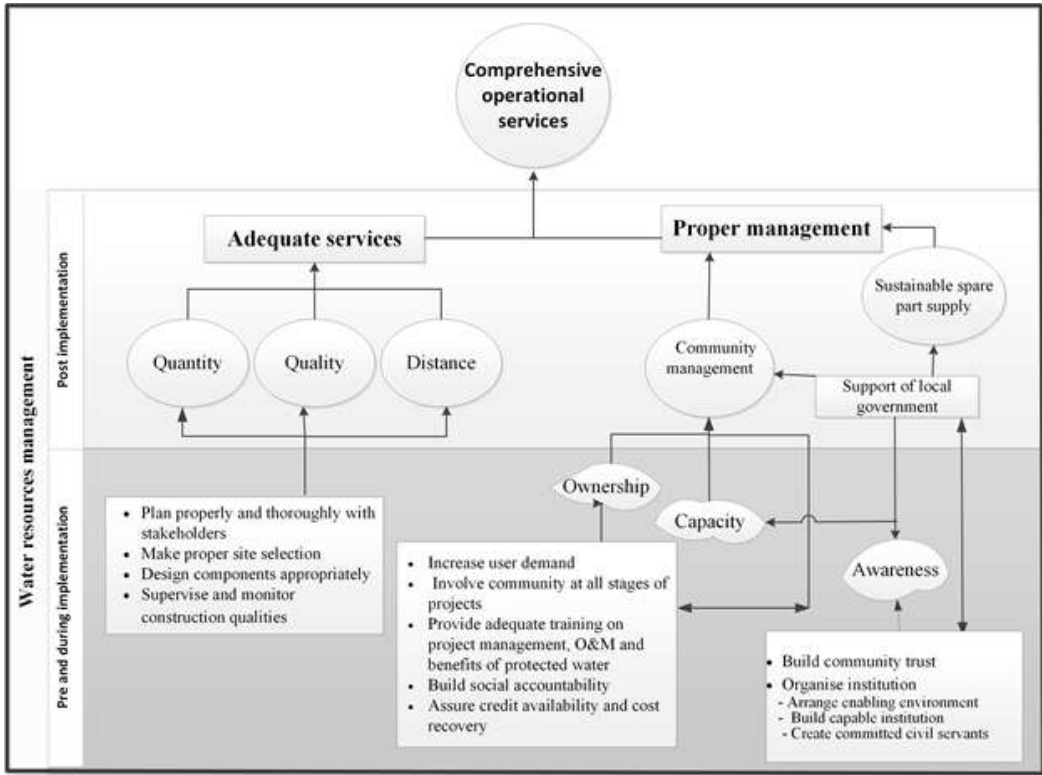 Comprehensive
operational
services
Water resources management
Post implementation
Adequate services
Proper management
Quantity
Quality
Distance
Community
management
Sustainable spare
part supply
Support of local
government
Pre and during implementation
• Plan properly and thoroughly with
stakeholders
• Make proper site selection
• Design components appropriately
• Supervise and monitor
construction qualities
Ownership
Capacity
Awareness
• Increase user demand
• Involve community at all stages of
projects
• Provide adequate training on
project management, O&M and
benefits of protected water
• Build social accountability
• Assure credit availability and cost
recovery
• Build community trust
• Organise institution
- Arrange enabling environment
- Build capable institution
- Create committed civil servants